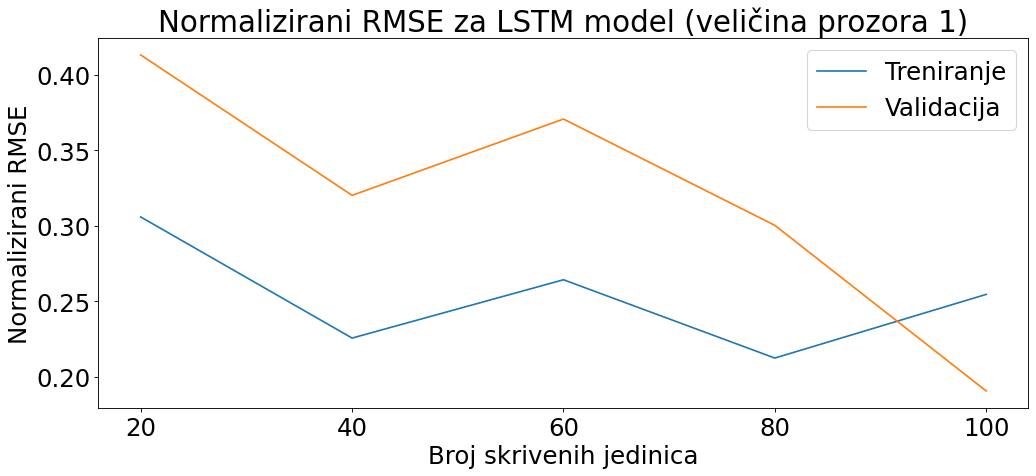 Normalizirani RMSE za LSTM model (veličina prozora 1)
Treniranje
Validacija
Normalizirani RMSE
0.40
0.35
0.30
0.25
0.20
20 40 60 80 100
Broj skrivenih jedinica